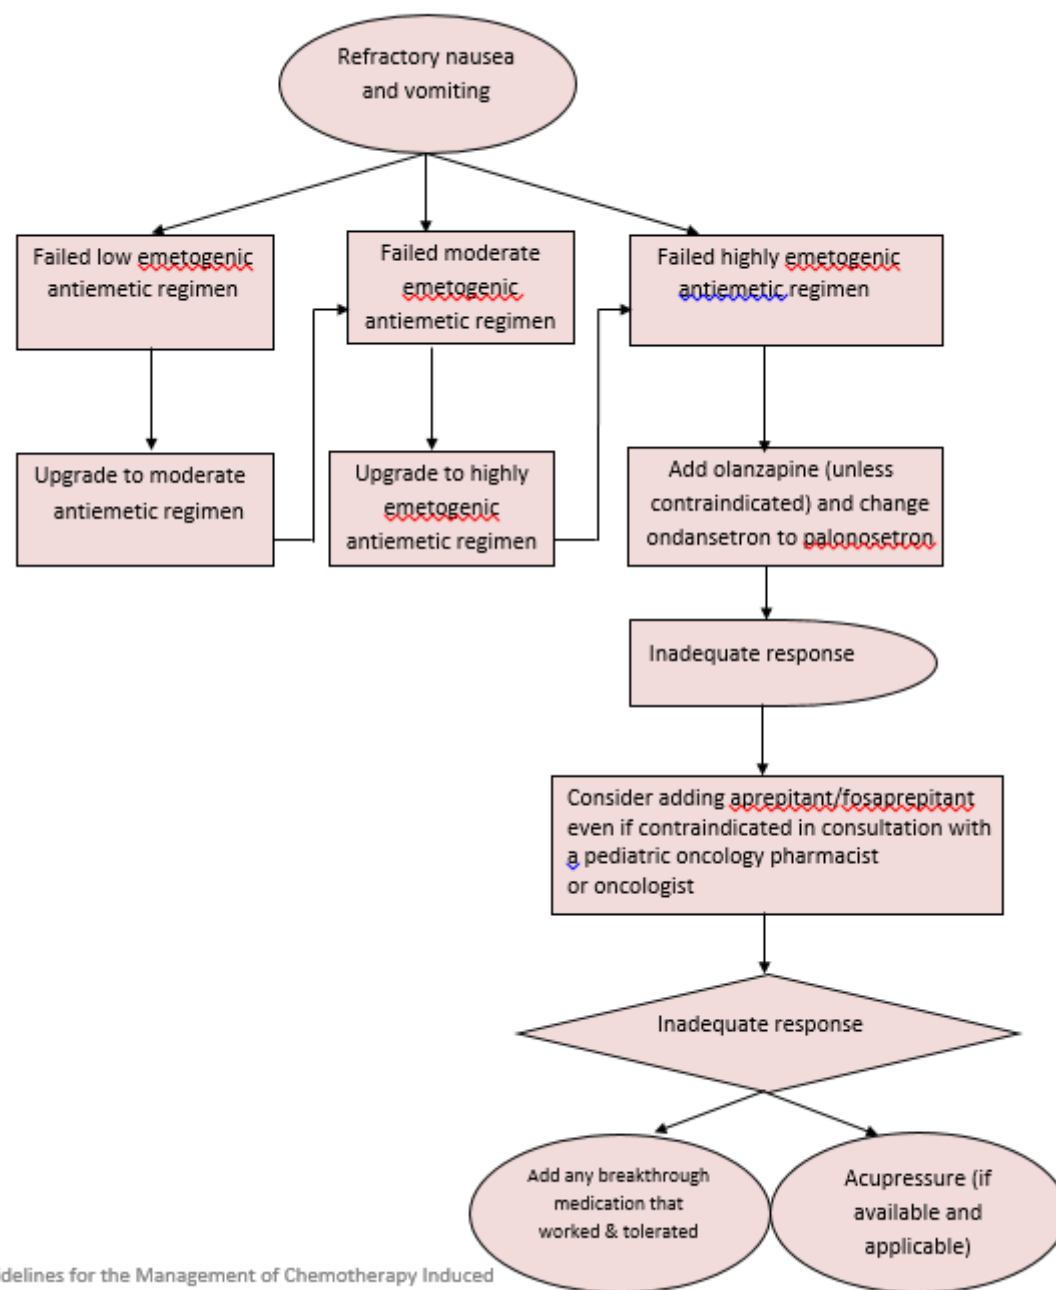 Refractory nausea
and vomiting
Failed low emetogenic
antiemetic regimen
Failed moderate
emetogenic
antiemetic regimen
Failed highly emetogenic
antiemetic regimen
Upgrade to moderate
antiemetic regimen
Upgrade to highly
emetogenic
antiemetic regimen
Add olanzapine (unless
contraindicated) and change
ondansetron to palonosetron
Inadequate response
Consider adding aprepitant/fosaprepitant
even if contraindicated in consultation with
a pediatric oncology pharmacist
or oncologist
Inadequate response
Add any breakthrough
medication that
worked & tolerated
Acupressure (if
available and
applicable)
idelines for the Management of Chemotherapy Induced